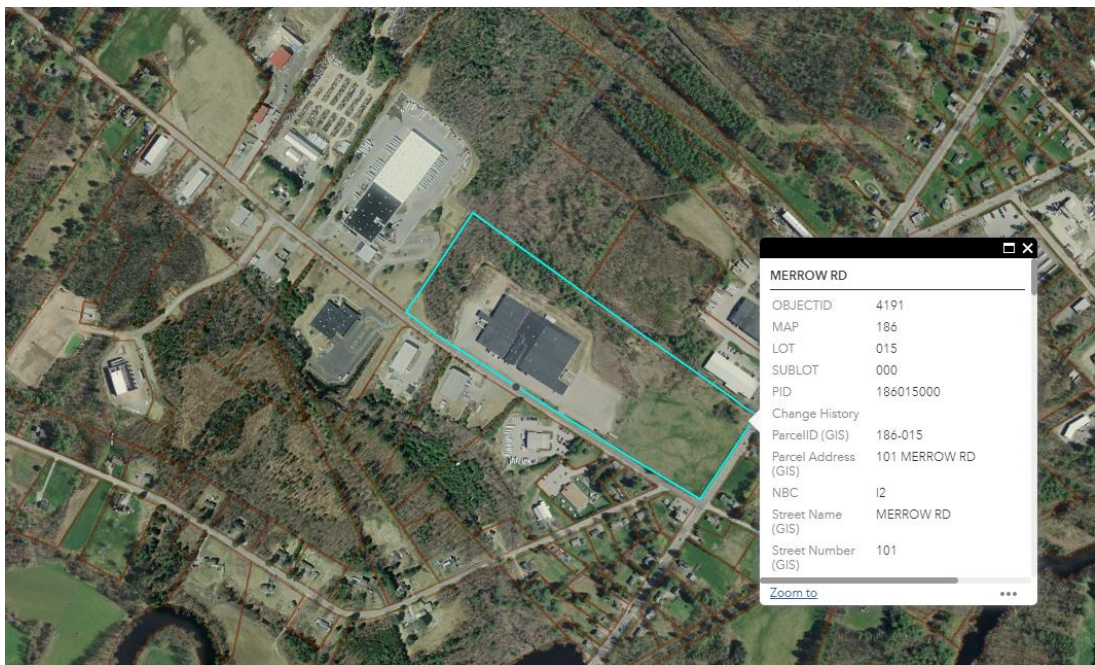 MERROW RD
OBJECTID 4191
MAP 186
LOT 015
SUBLOT 000
PID 186015000
Change History
ParcelID (GIS) 186-015
Parcel Address 101 MERROW RD
(GIS)
NBC I2
Street Name MERROW RD
(GIS)
Street Number 101
(GIS)
Zoom to